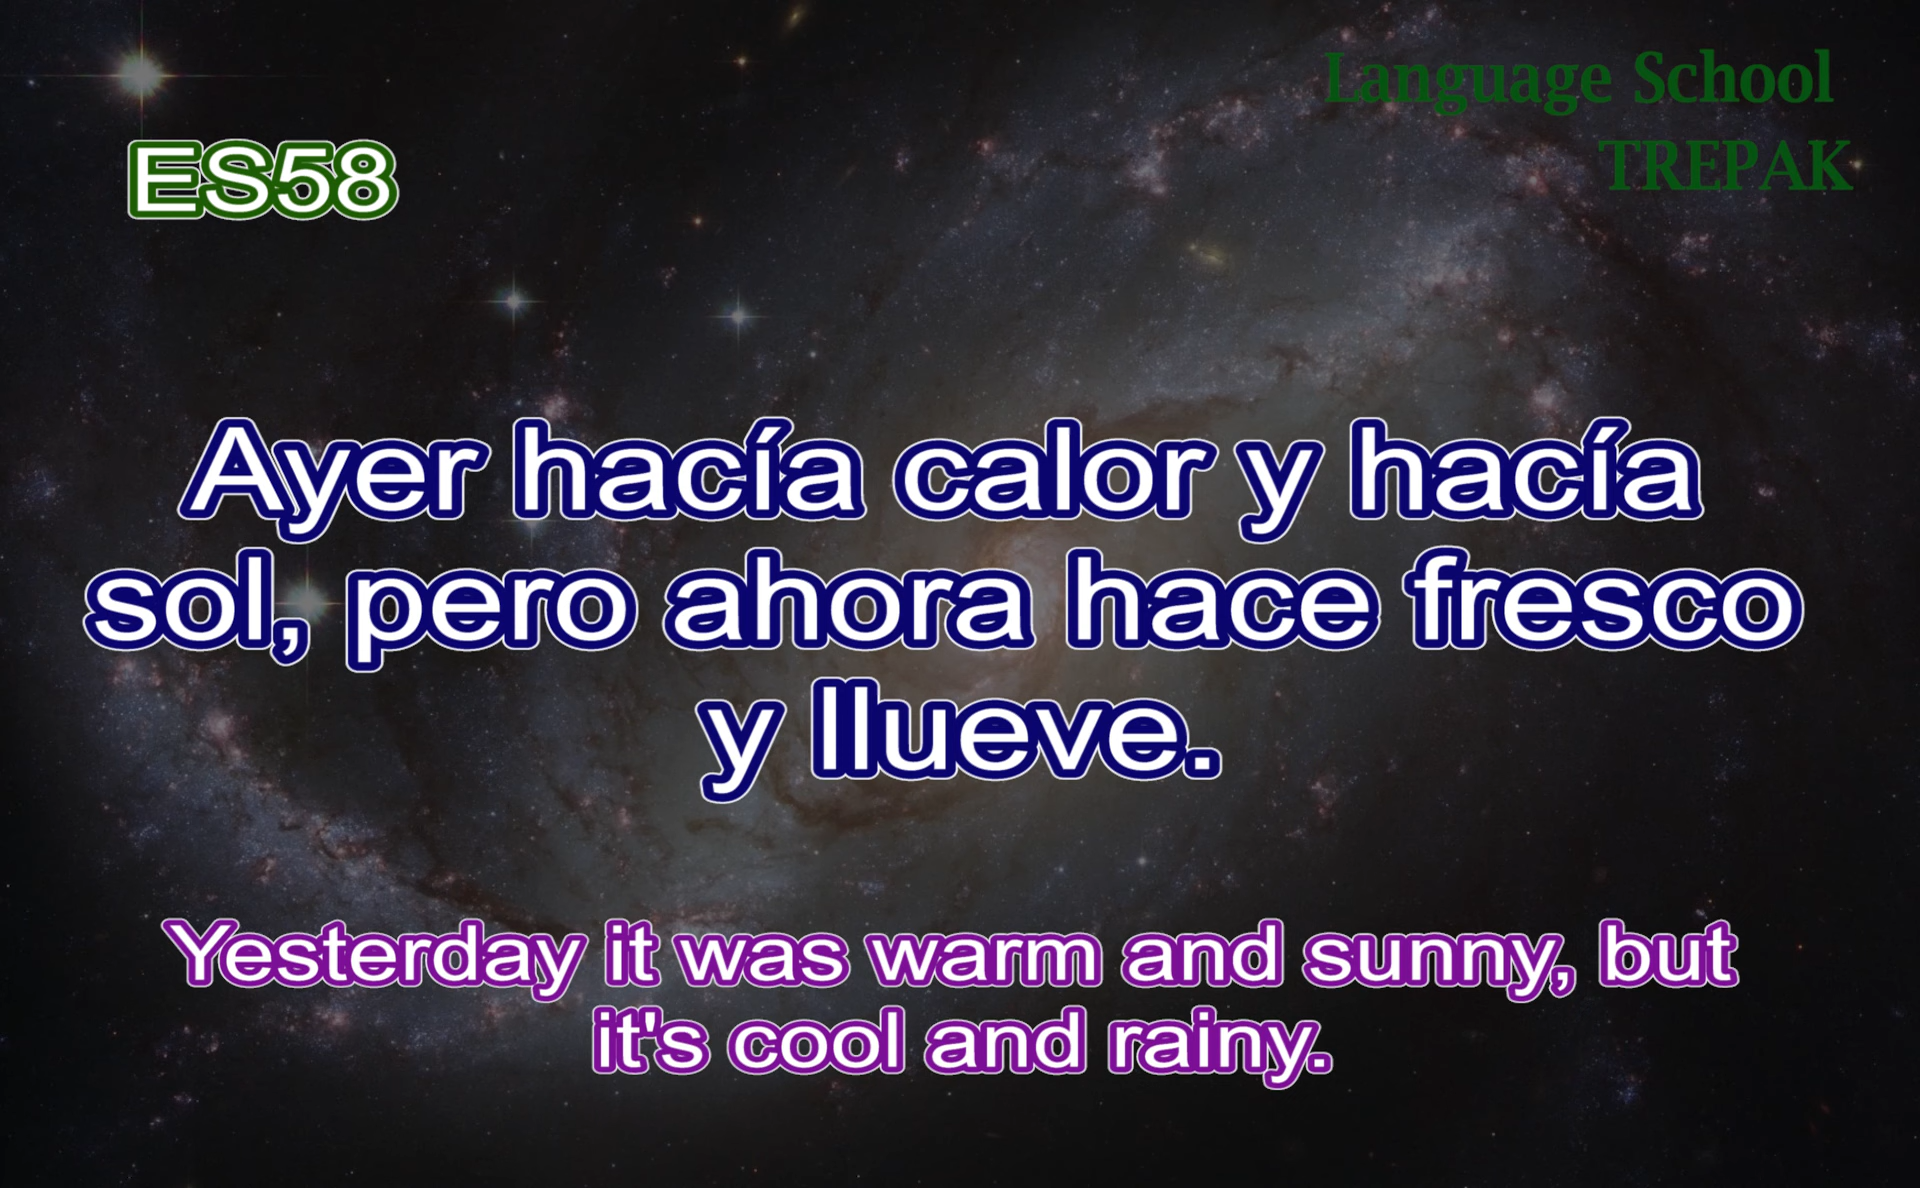 Language School
TREPAK
ES58
Ayer hacía calor y hacía
sol, pero ahora hace fresco
y llueve.
Yesterday it was warm and sunny, but
it's cool and rainy.